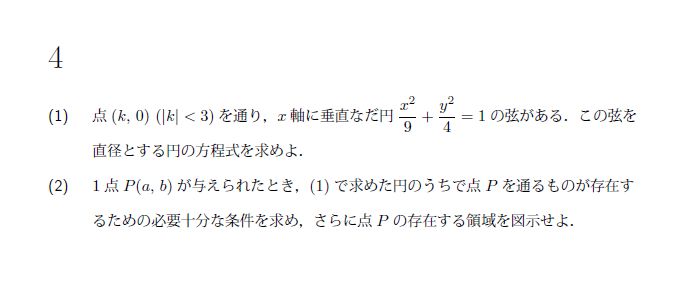 4
(1) 点 (k, 0) (|k| < 3) を通り，x 軸に垂直なだ円 x²/9 + y²/4 = 1 の弦がある．この弦を
直径とする円の方程式を求めよ．
(2) 1 点 P(a, b) が与えられたとき，(1) で求めた円のうちで点 P を通るものが存在す
るための必要十分な条件を求め，さらに点 P の存在する領域を図示せよ．